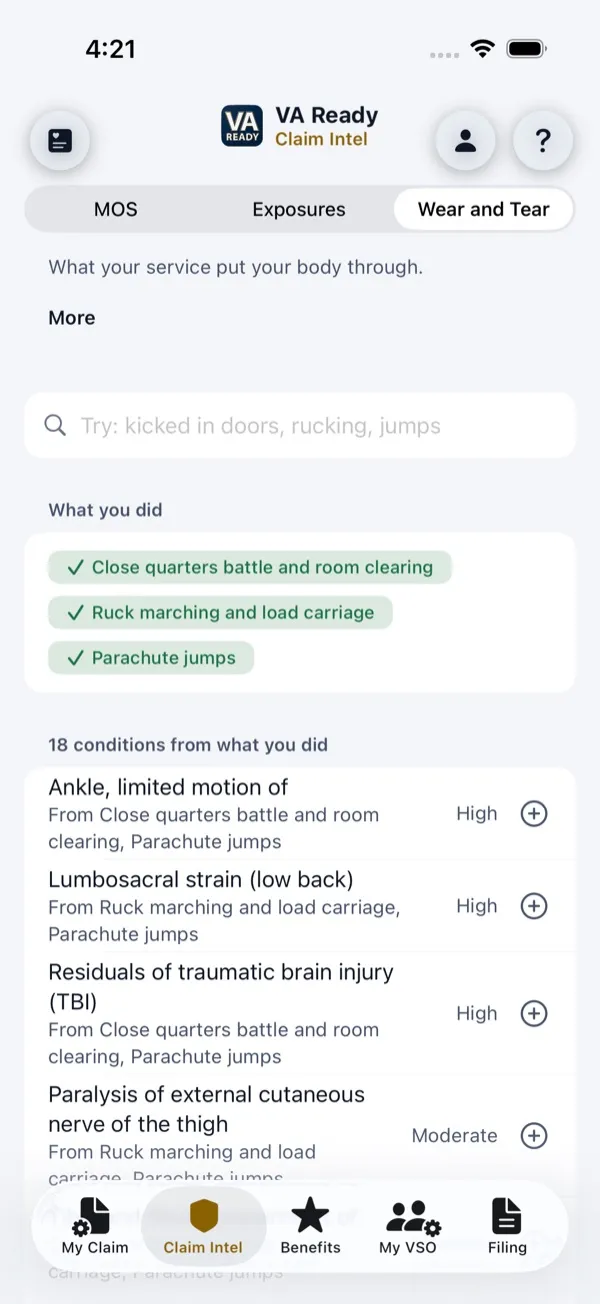 4:21
VA
READY
VA Ready
Claim Intel
?
MOS
Exposures
Wear and Tear
What your service put your body through.
More
Try: kicked in doors, rucking, jumps
What you did
Close quarters battle and room clearing
Ruck marching and load carriage
Parachute jumps
18 conditions from what you did
Ankle, limited motion of
From Close quarters battle and room
clearing, Parachute jumps
High
Lumbosacral strain (low back)
From Ruck marching and load carriage,
Parachute jumps
High
Residuals of traumatic brain injury
(TBI)
From Close quarters battle and room
clearing, Parachute jumps
High
Paralysis of external cutaneous
nerve of the thigh
From Ruck marching and load
carriage, Parachute jumps
Moderate
My Claim
Claim Intel
Benefits
My VSO
Filing
carriage, Parachute jumps